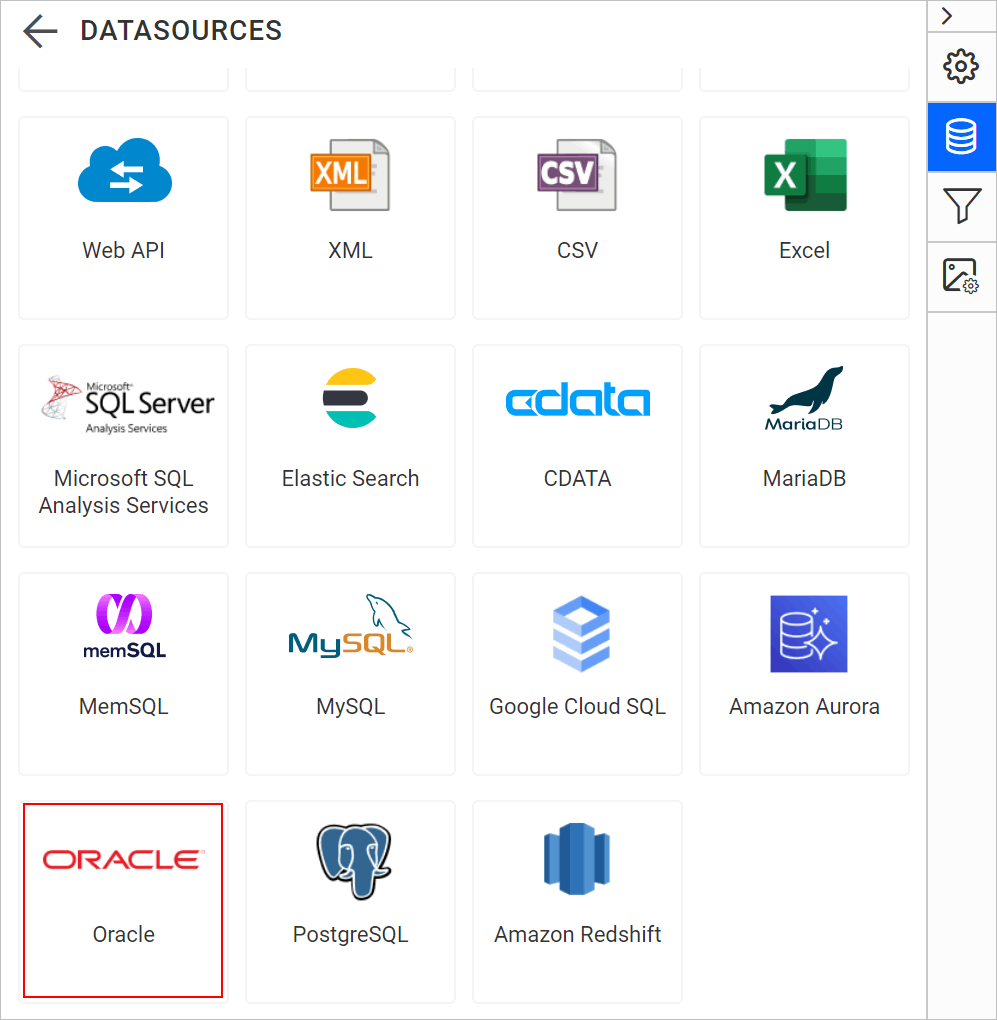 DATASOURCES
XML
CSV
X
Web API
XML
CSV
Excel
Microsoft®
SQL Server
Analysis Services
cdata
MariaDB
Microsoft SQL
Analysis Services
Elastic Search
CDATA
MariaDB
memSQL
MySQL®
MemSQL
MySQL
Google Cloud SQL
Amazon Aurora
ORACLE
Oracle
PostgreSQL
Amazon Redshift